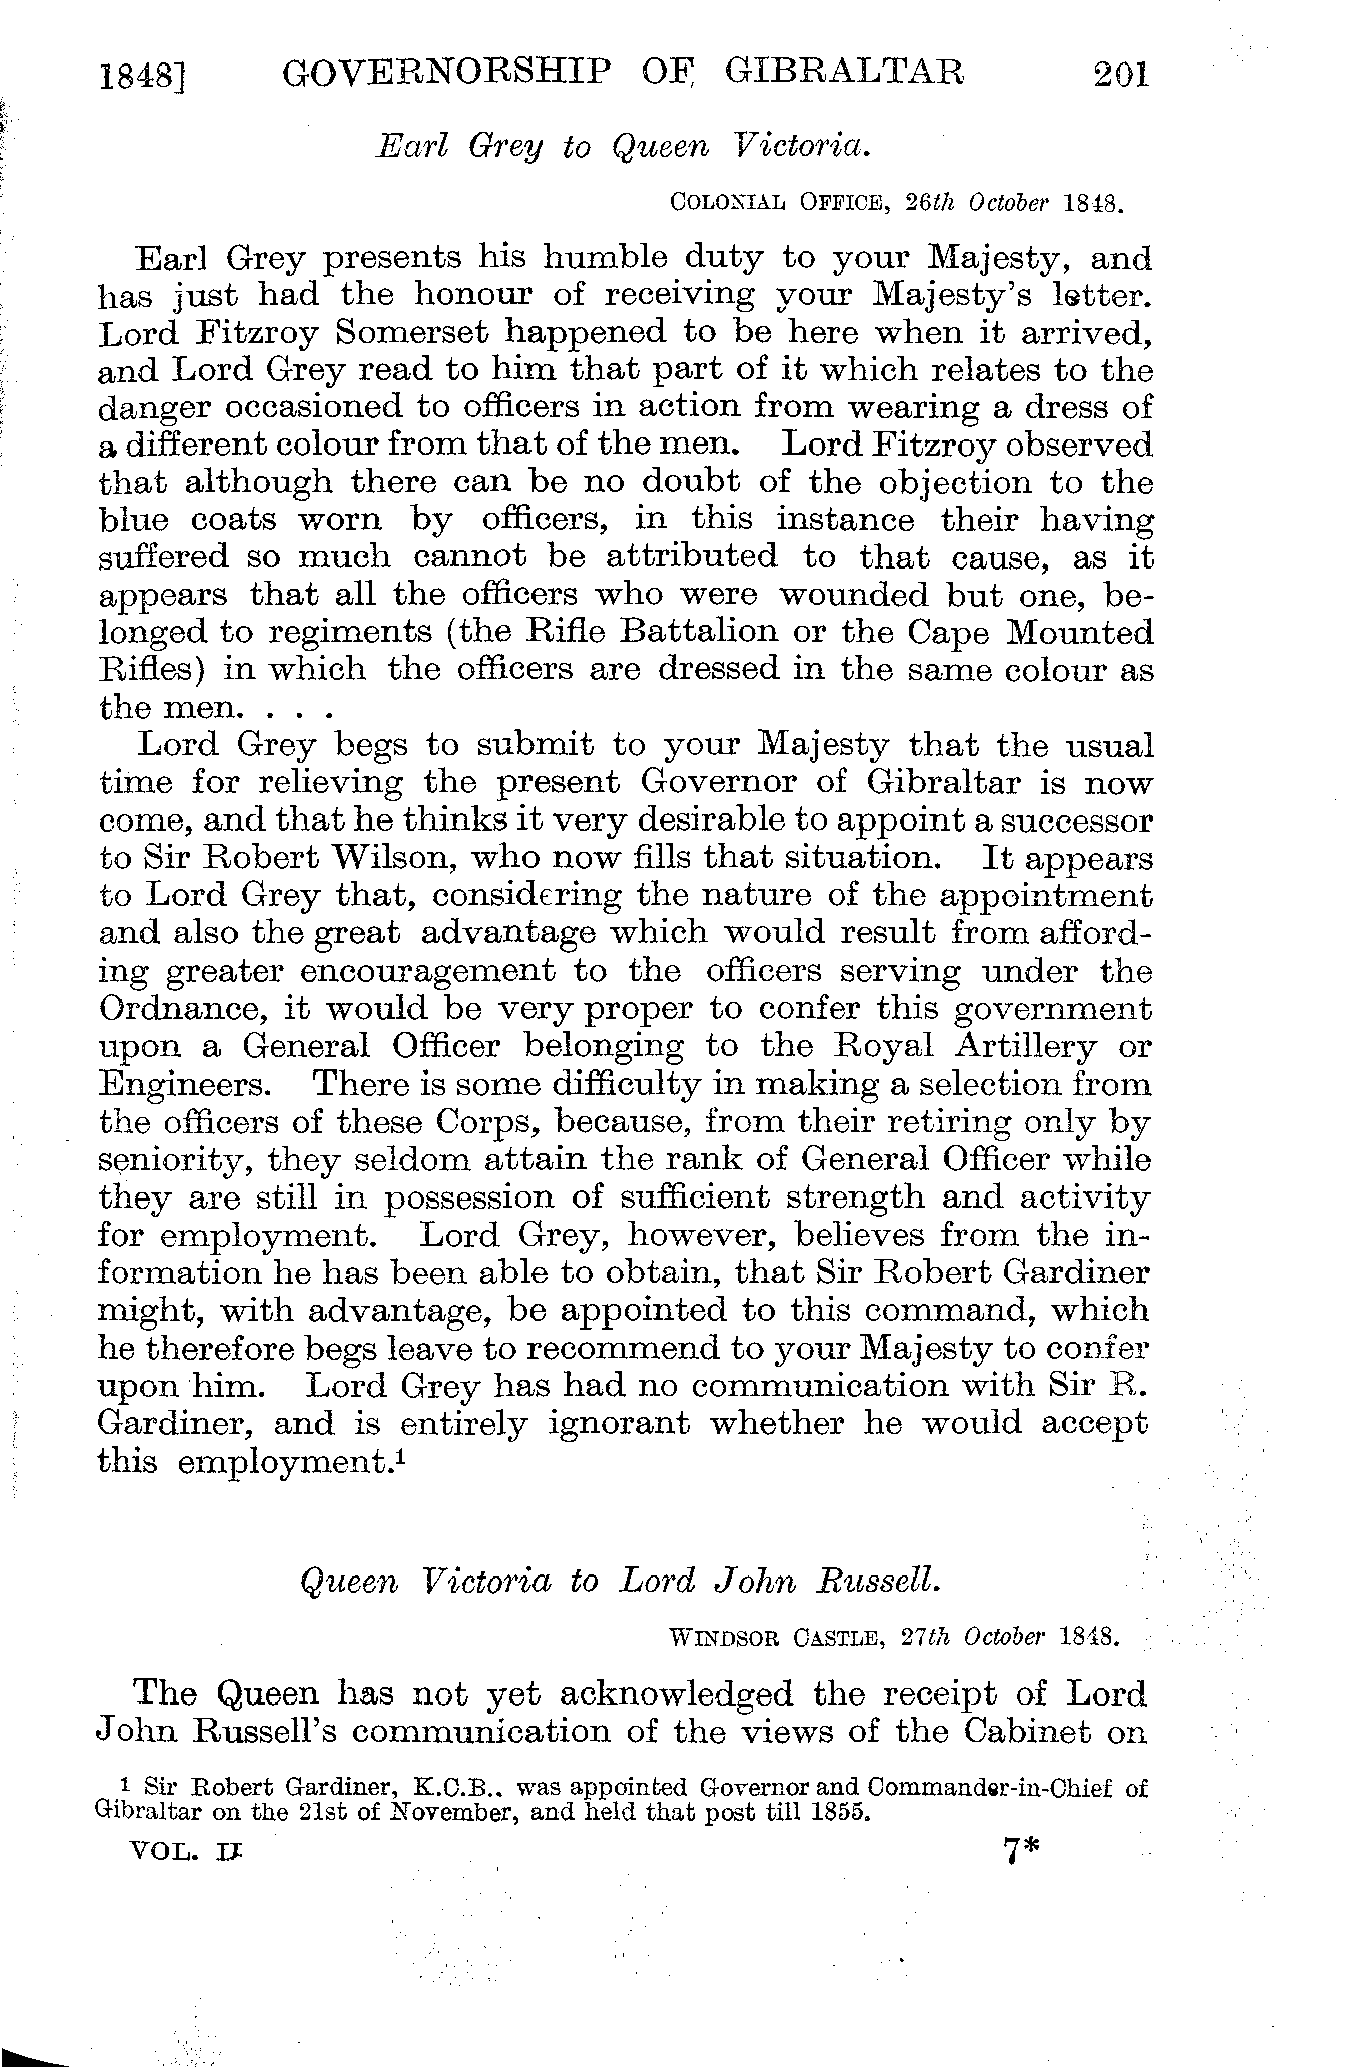 1848] GOVERNORSHIP OF GIBRALTAR 201
Earl Grey to Queen Victoria.
COLONIAL OFFICE, 26th October 1848.
Earl Grey presents his humble duty to your Majesty, and
has just had the honour of receiving your Majesty's letter.
Lord Fitzroy Somerset happened to be here when it arrived,
and Lord Grey read to him that part of it which relates to the
danger occasioned to officers in action from wearing a dress of
a different colour from that of the men. Lord Fitzroy observed
that although there can be no doubt of the objection to the
blue coats worn by officers, in this instance their having
suffered so much cannot be attributed to that cause, as it
appears that all the officers who were wounded but one, be-
longed to regiments (the Rifle Battalion or the Cape Mounted
Rifles) in which the officers are dressed in the same colour as
the men. . . .
Lord Grey begs to submit to your Majesty that the usual
time for relieving the present Governor of Gibraltar is now
come, and that he thinks it very desirable to appoint a successor
to Sir Robert Wilson, who now fills that situation. It appears
to Lord Grey that, considering the nature of the appointment
and also the great advantage which would result from afford-
ing greater encouragement to the officers serving under the
Ordnance, it would be very proper to confer this government
upon a General Officer belonging to the Royal Artillery or
Engineers. There is some difficulty in making a selection from
the officers of these Corps, because, from their retiring only by
seniority, they seldom attain the rank of General Officer while
they are still in possession of sufficient strength and activity
for employment. Lord Grey, however, believes from the in-
formation he has been able to obtain, that Sir Robert Gardiner
might, with advantage, be appointed to this command, which
he therefore begs leave to recommend to your Majesty to confer
upon him. Lord Grey has had no communication with Sir R.
Gardiner, and is entirely ignorant whether he would accept
this employment.¹
Queen Victoria to Lord John Russell.
WINDSOR CASTLE, 27th October 1848.
The Queen has not yet acknowledged the receipt of Lord
John Russell's communication of the views of the Cabinet on
¹ Sir Robert Gardiner, K.C.B.. was appointed Governor and Commander-in-Chief of
Gibraltar on the 21st of November, and held that post till 1855.
VOL. II 7*